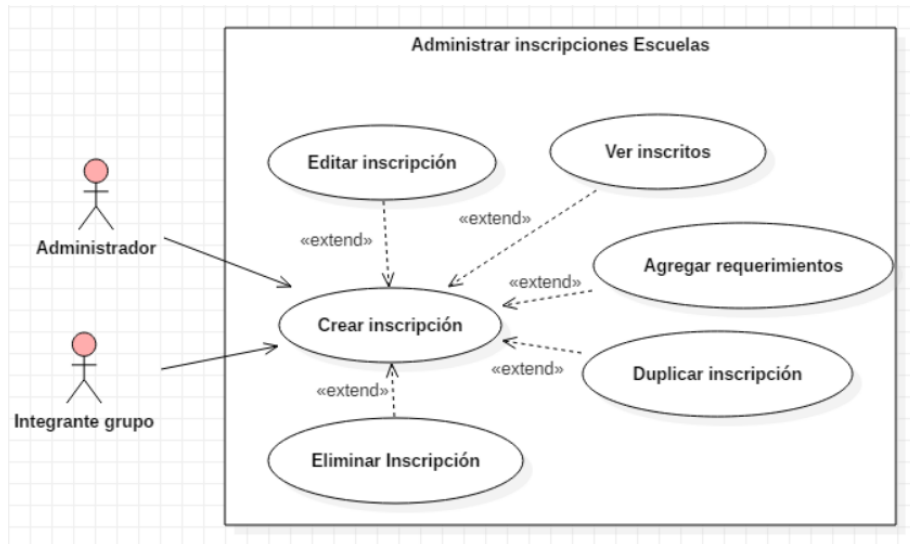 Administrar inscripciones Escuelas
Ver inscritos
Editar inscripción
«extend»
«extend»
Administrador
Agregar requerimientos
«extend»
Crear inscripción
«extend»
Duplicar inscripción
«extend»
Integrante grupo
Eliminar Inscripción